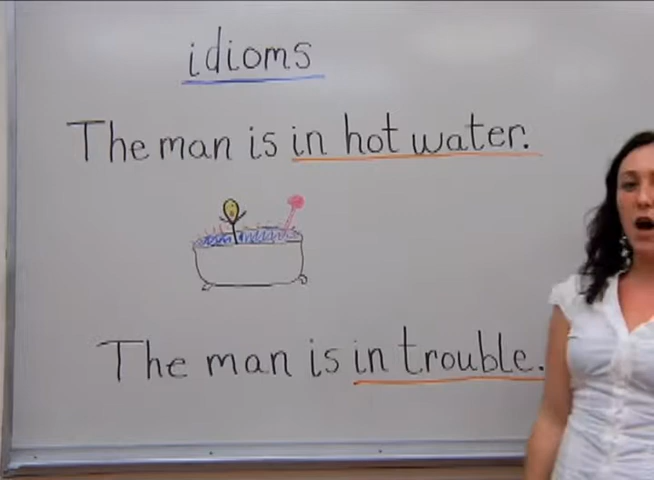 idioms
The man is in hot water.
The man is in trouble.